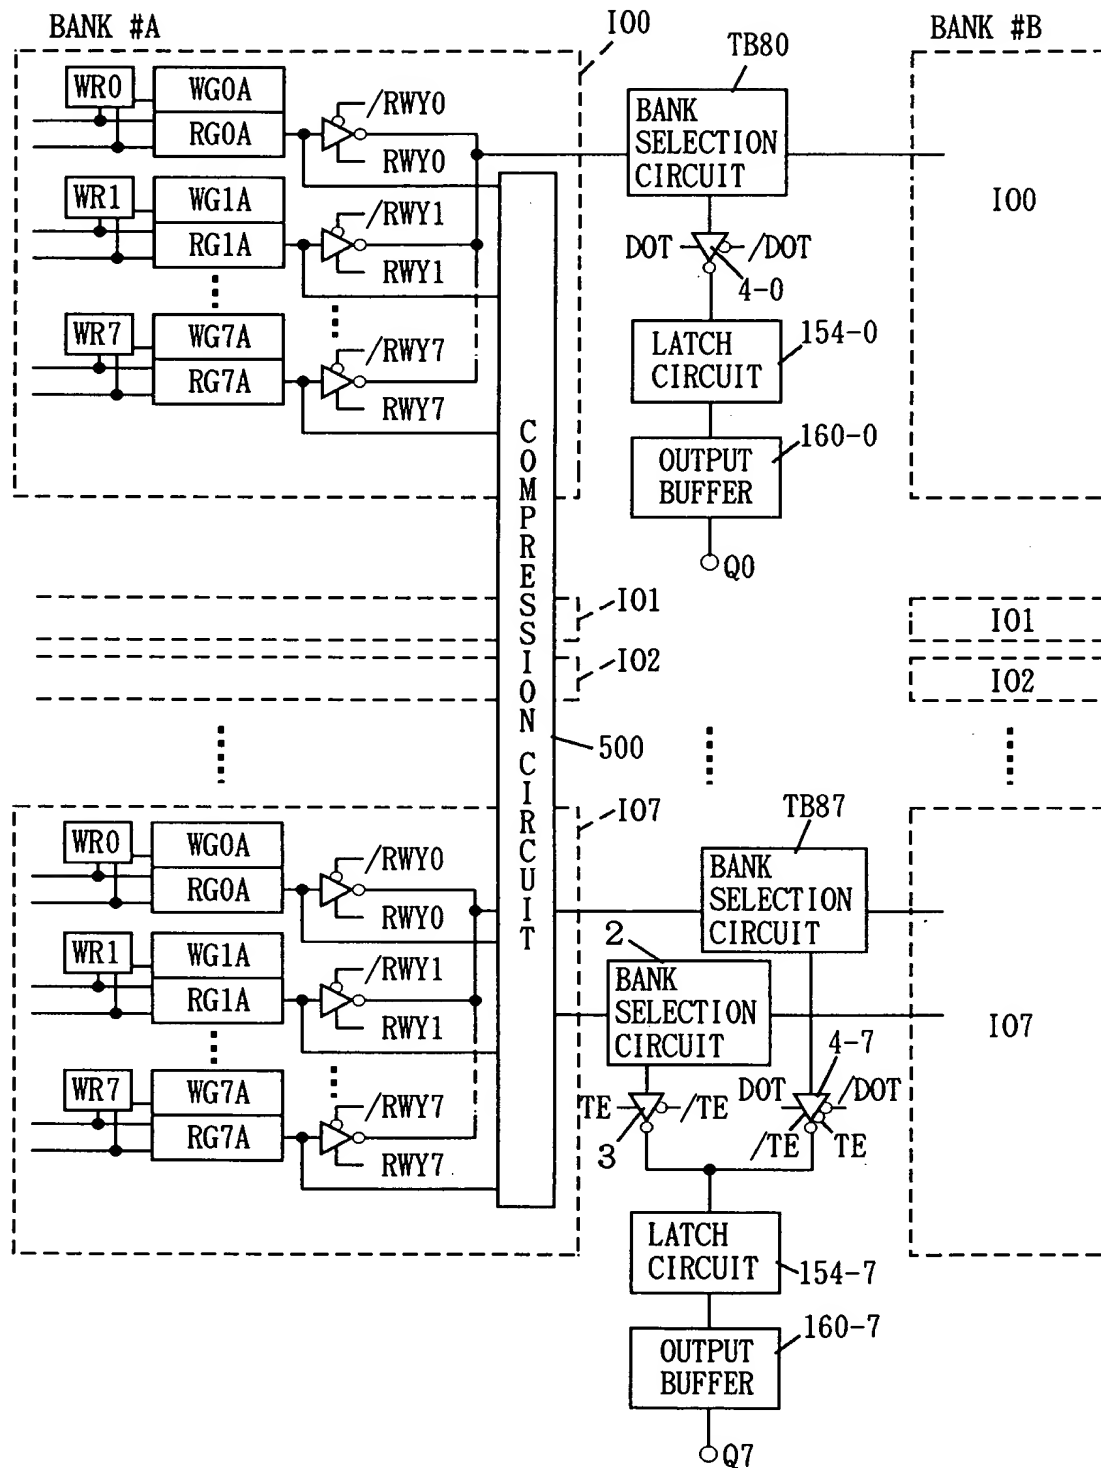 BANK #A
IO0
TB80
BANK #B
WR0
WG0A
RG0A
/RWY0
RWY0
BANK
SELECTION
CIRCUIT
IO0
WR1
WG1A
RG1A
/RWY1
RWY1
DOT
/DOT
4-0
WR7
WG7A
RG7A
/RWY7
RWY7
LATCH
CIRCUIT
154-0
OUTPUT
BUFFER
160-0
Q0
COMPRESSION CIRCUIT
500
IO1
IO1
IO2
IO2
IO7
TB87
WR0
WG0A
RG0A
/RWY0
RWY0
BANK
SELECTION
CIRCUIT
2
BANK
SELECTION
CIRCUIT
IO7
WR1
WG1A
RG1A
/RWY1
RWY1
4-7
TE
/TE
3
DOT
/DOT
/TE
TE
WR7
WG7A
RG7A
/RWY7
RWY7
LATCH
CIRCUIT
154-7
OUTPUT
BUFFER
160-7
Q7